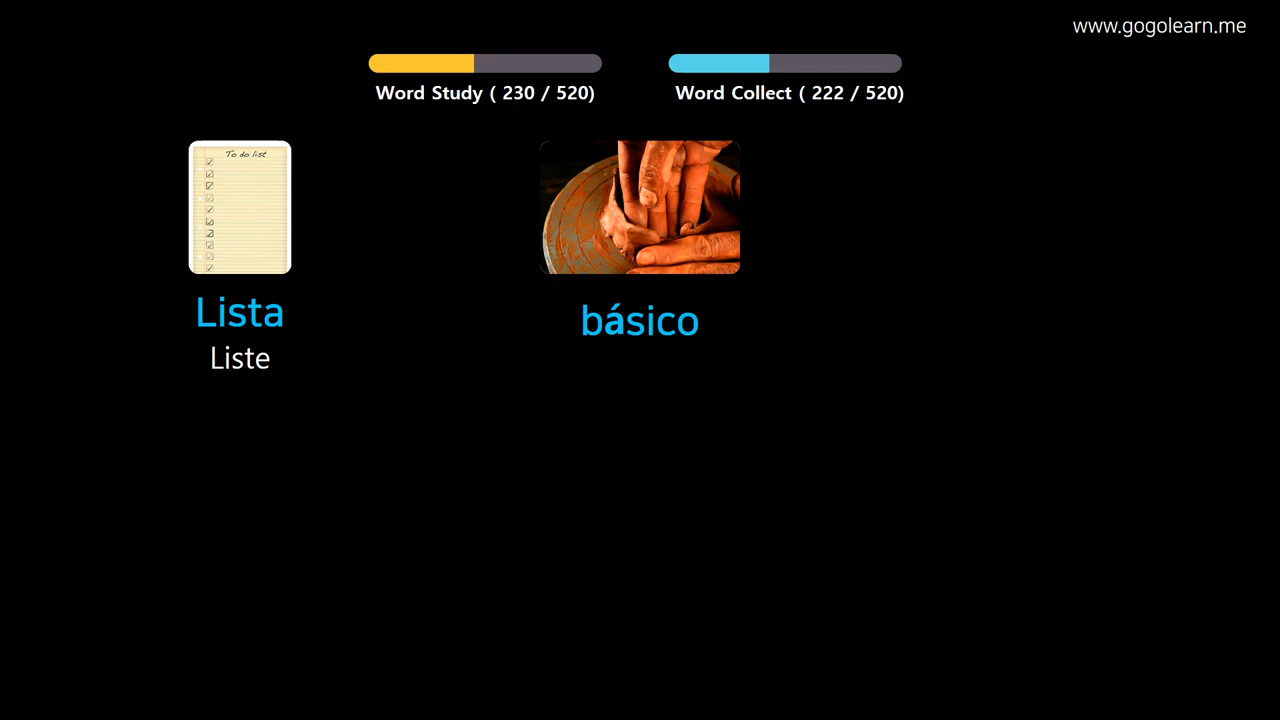 www.gogolearn.me
Word Study ( 230 / 520)
Word Collect ( 222 / 520)
To do list
Lista
básico
Liste